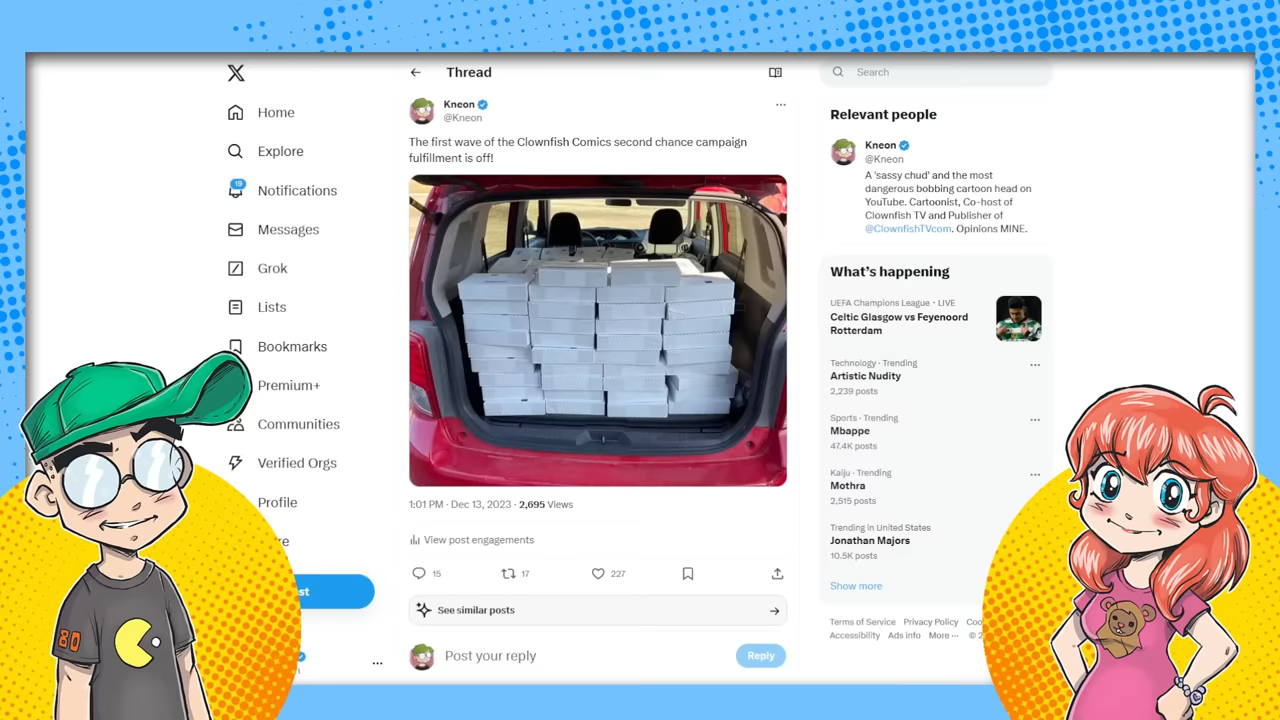 Home
Explore
19
Notifications
Messages
Grok
Lists
Bookmarks
Premium+
Communities
Verified Orgs
Profile
Thread
Kneon
@Kneon
The first wave of the Clownfish Comics second chance campaign
fulfillment is off!
1:01 PM · Dec 13, 2023 · 2,695 Views
View post engagements
15 17 227
See similar posts
Post your reply
Reply
Search
Relevant people
Kneon
@Kneon
A 'sassy chud' and the most
dangerous bobbing cartoon head on
YouTube. Cartoonist, Co-host of
Clownfish TV and Publisher of
@ClownfishTVcom. Opinions MINE.
What's happening
UEFA Champions League · LIVE
Celtic Glasgow vs Feyenoord
Rotterdam
Technology · Trending
Artistic Nudity
2,239 posts
Sports · Trending
Mbappe
47.4K posts
Kaiju · Trending
Mothra
2,515 posts
Trending in United States
Jonathan Majors
10.5K posts
Show more
Terms of Service Privacy Policy
Accessibility Ads info More ···
80